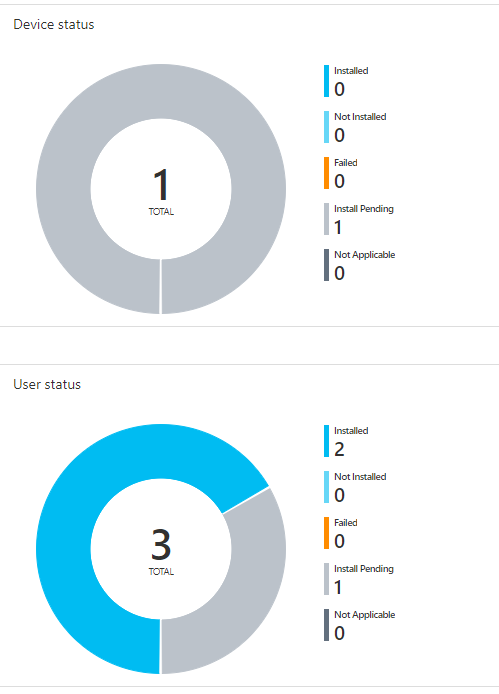 Device status
1
TOTAL
Installed
0
Not Installed
0
Failed
0
Install Pending
1
Not Applicable
0
User status
3
TOTAL
Installed
2
Not Installed
0
Failed
0
Install Pending
1
Not Applicable
0